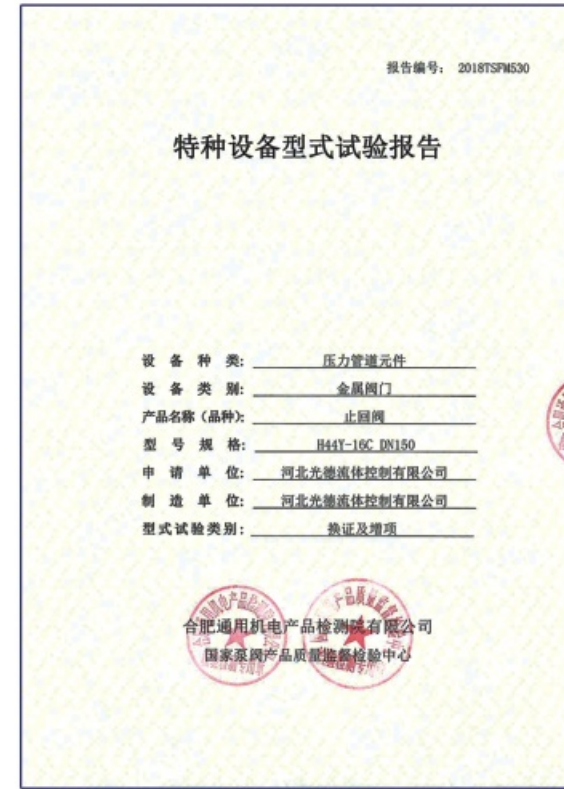 报告编号: 2018TSFM530
特种设备型式试验报告
设备种类: 压力管道元件
设备类别: 金属阀门
产品名称（品种）: 止回阀
型号规格: H44Y-16C DN150
申请单位: 河北光德流体控制有限公司
制造单位: 河北光德流体控制有限公司
型式试验类别: 换证及增项
合肥通用机电产品检测院有限公司
国家泵阀产品质量监督检验中心